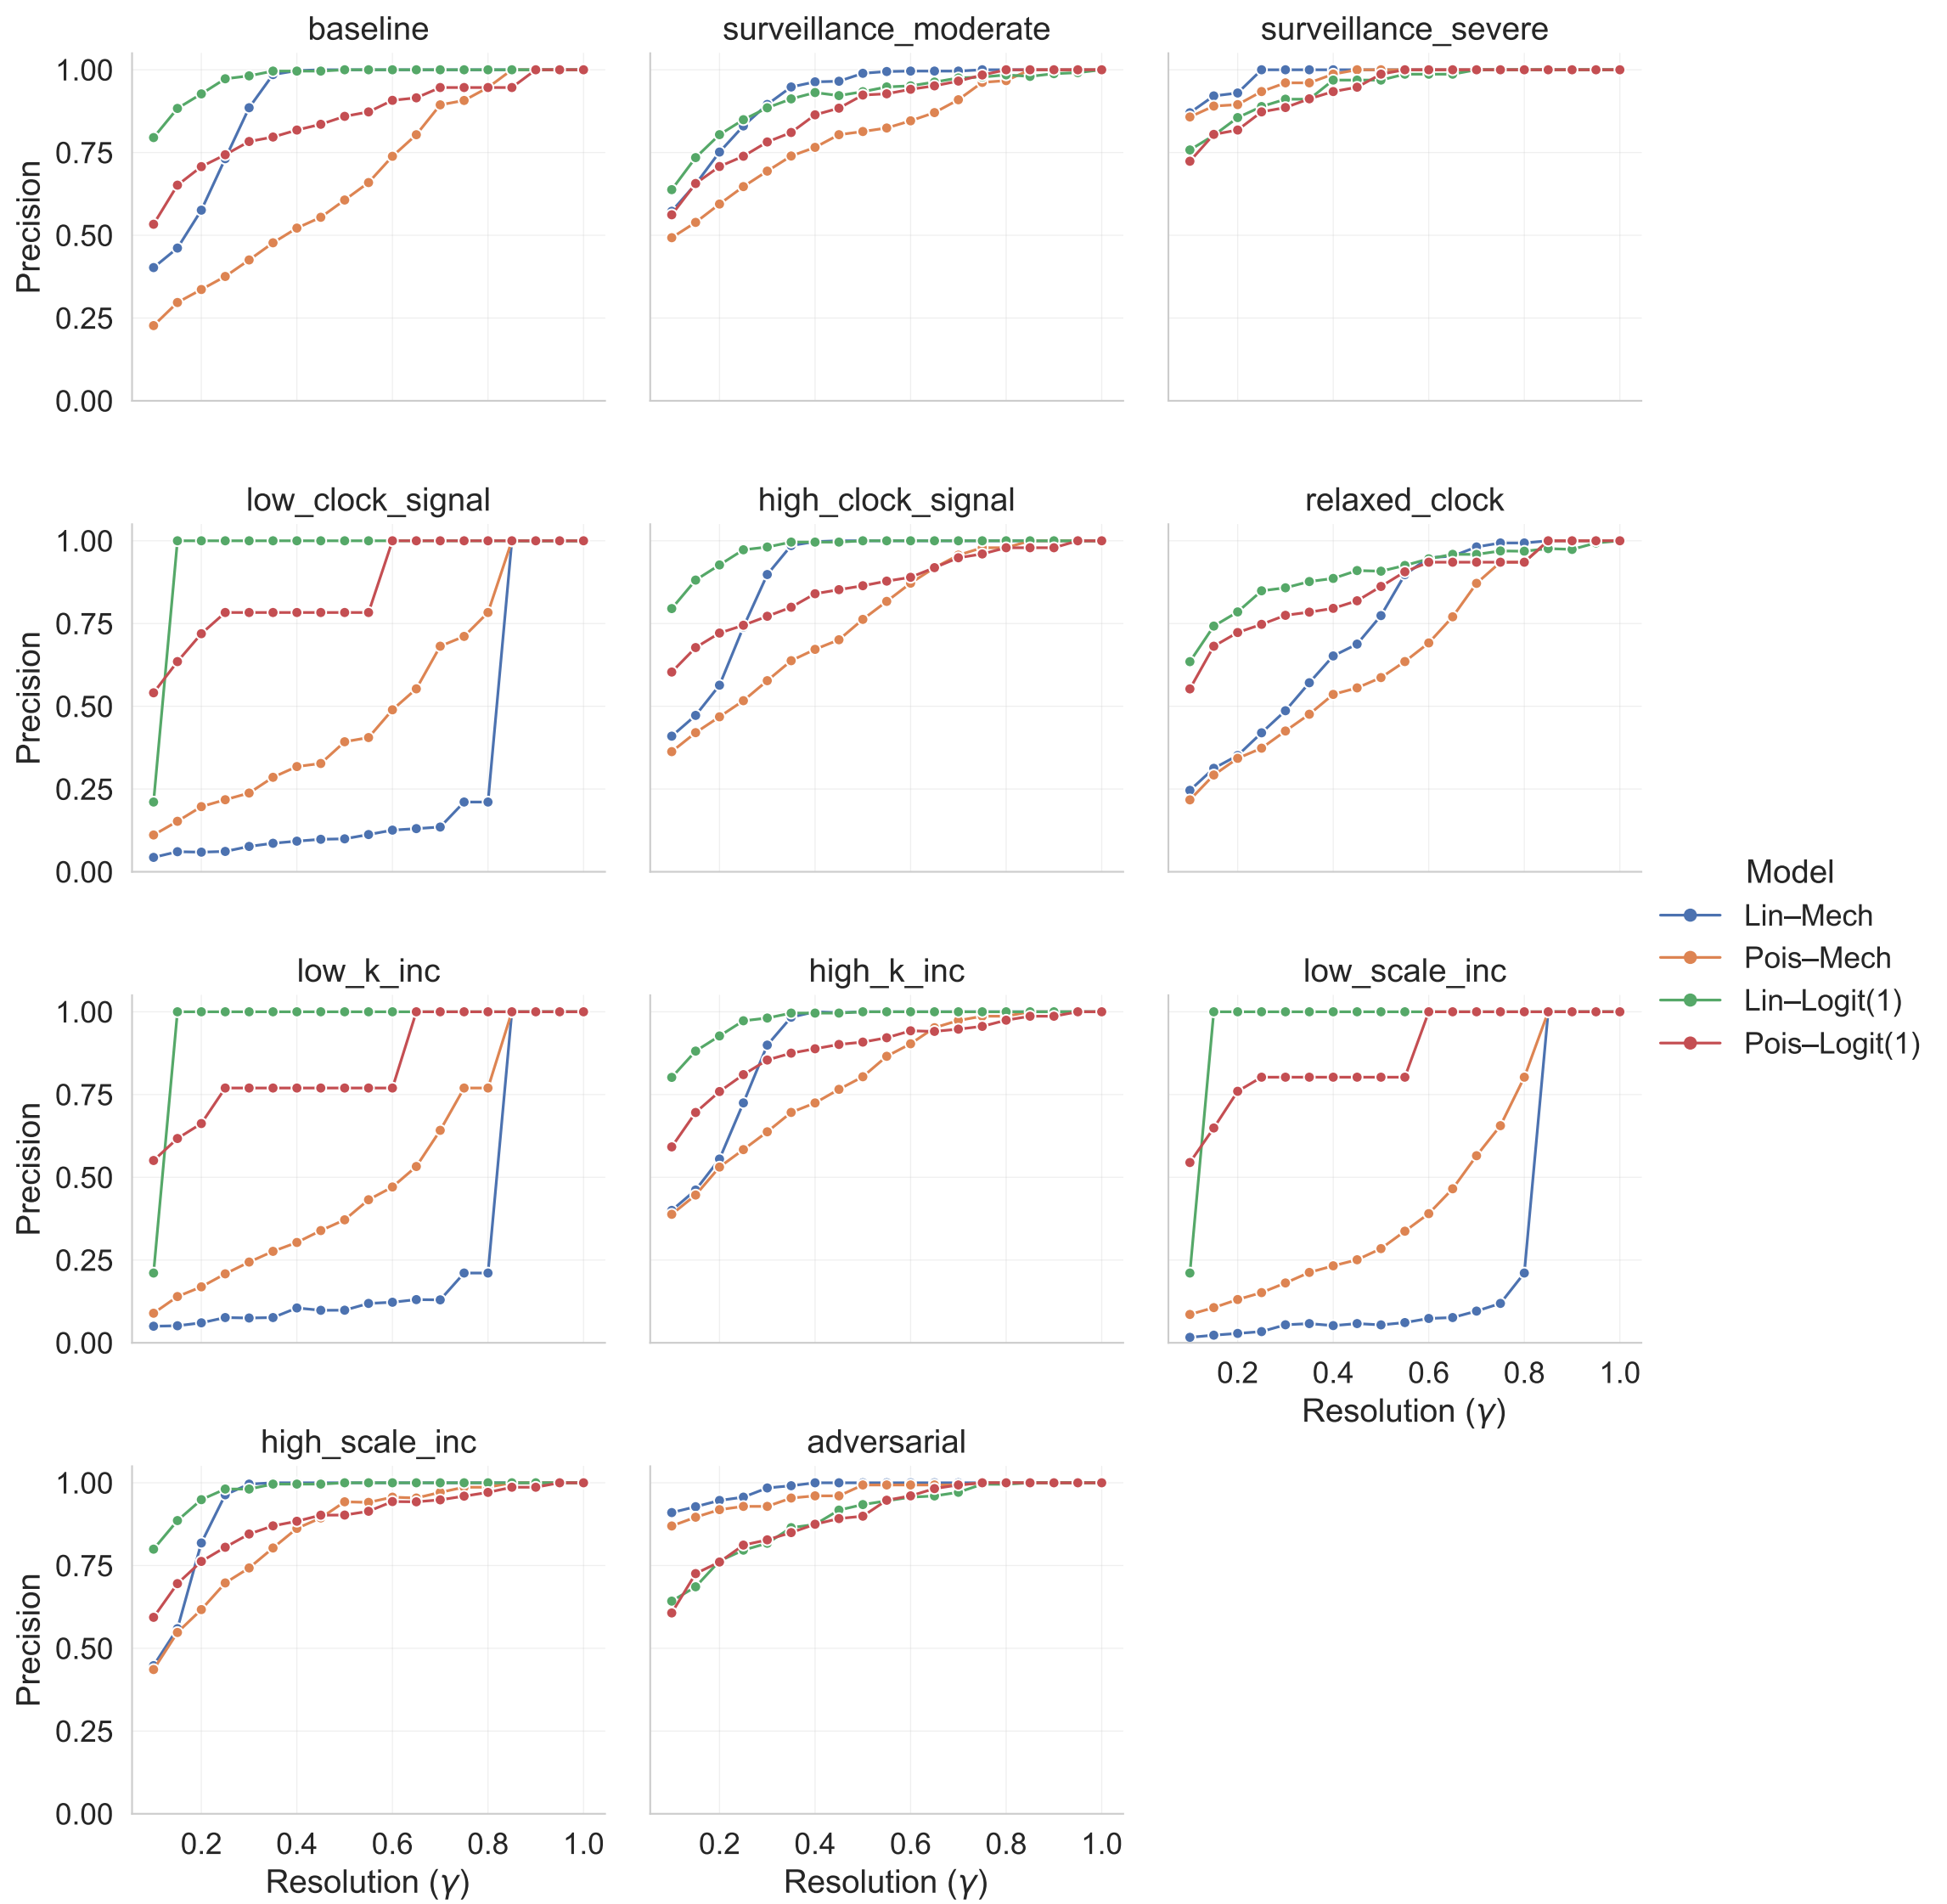 baseline
surveillance_moderate
surveillance_severe
1.00
0.75
0.50
0.25
0.00
Precision
low_clock_signal
high_clock_signal
relaxed_clock
1.00
0.75
0.50
0.25
0.00
Precision
Model
Lin–Mech
Pois–Mech
Lin–Logit(1)
Pois–Logit(1)
low_k_inc
high_k_inc
low_scale_inc
1.00
0.75
0.50
0.25
0.00
Precision
0.2 0.4 0.6 0.8 1.0
Resolution (γ)
high_scale_inc
adversarial
1.00
0.75
0.50
0.25
0.00
Precision
0.2 0.4 0.6 0.8 1.0
Resolution (γ)
0.2 0.4 0.6 0.8 1.0
Resolution (γ)